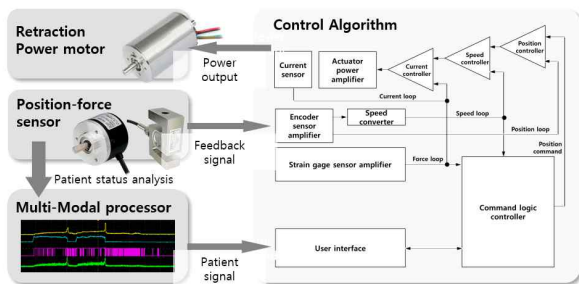 Retraction
Power motor
Power
output
Position-force
sensor
Feedback
signal
Patient status analysis
Multi-Modal processor
Patient
signal
Control Algorithm
Current
sensor
Actuator
power
amplifier
Current
controller
Speed
controller
Position
controller
Current loop
Encoder
sensor
amplifier
Speed
converter
Speed loop
Position loop
Position
command
Strain gage sensor amplifier
Force loop
Command logic
controller
User interface